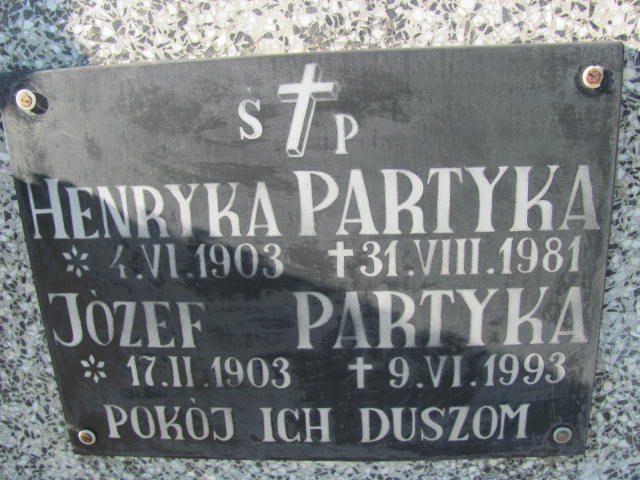 Ś P
HENRYKA PARTYKA
* 4.VI.1903 †31.VIII.1981
JÓZEF PARTYKA
* 17.II.1903 † 9.VI.1993
POKÓJ ICH DUSZOM